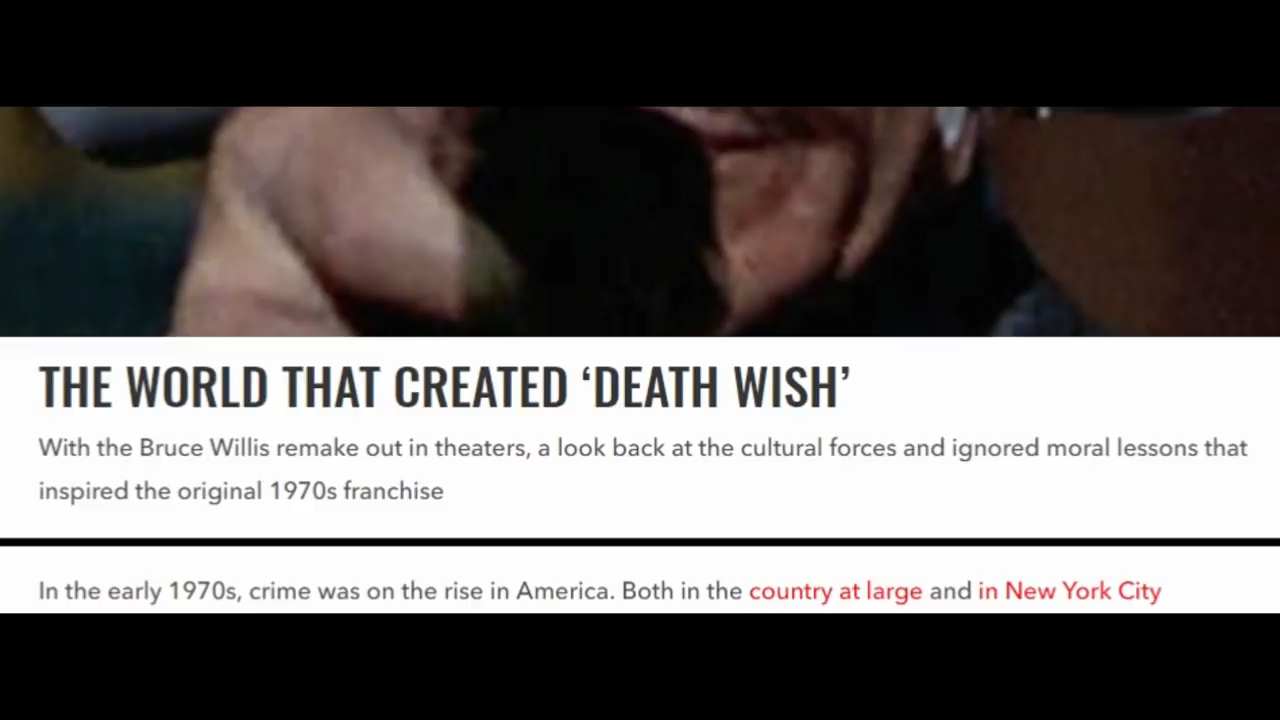 THE WORLD THAT CREATED ‘DEATH WISH’
With the Bruce Willis remake out in theaters, a look back at the cultural forces and ignored moral lessons that
inspired the original 1970s franchise
In the early 1970s, crime was on the rise in America. Both in the country at large and in New York City